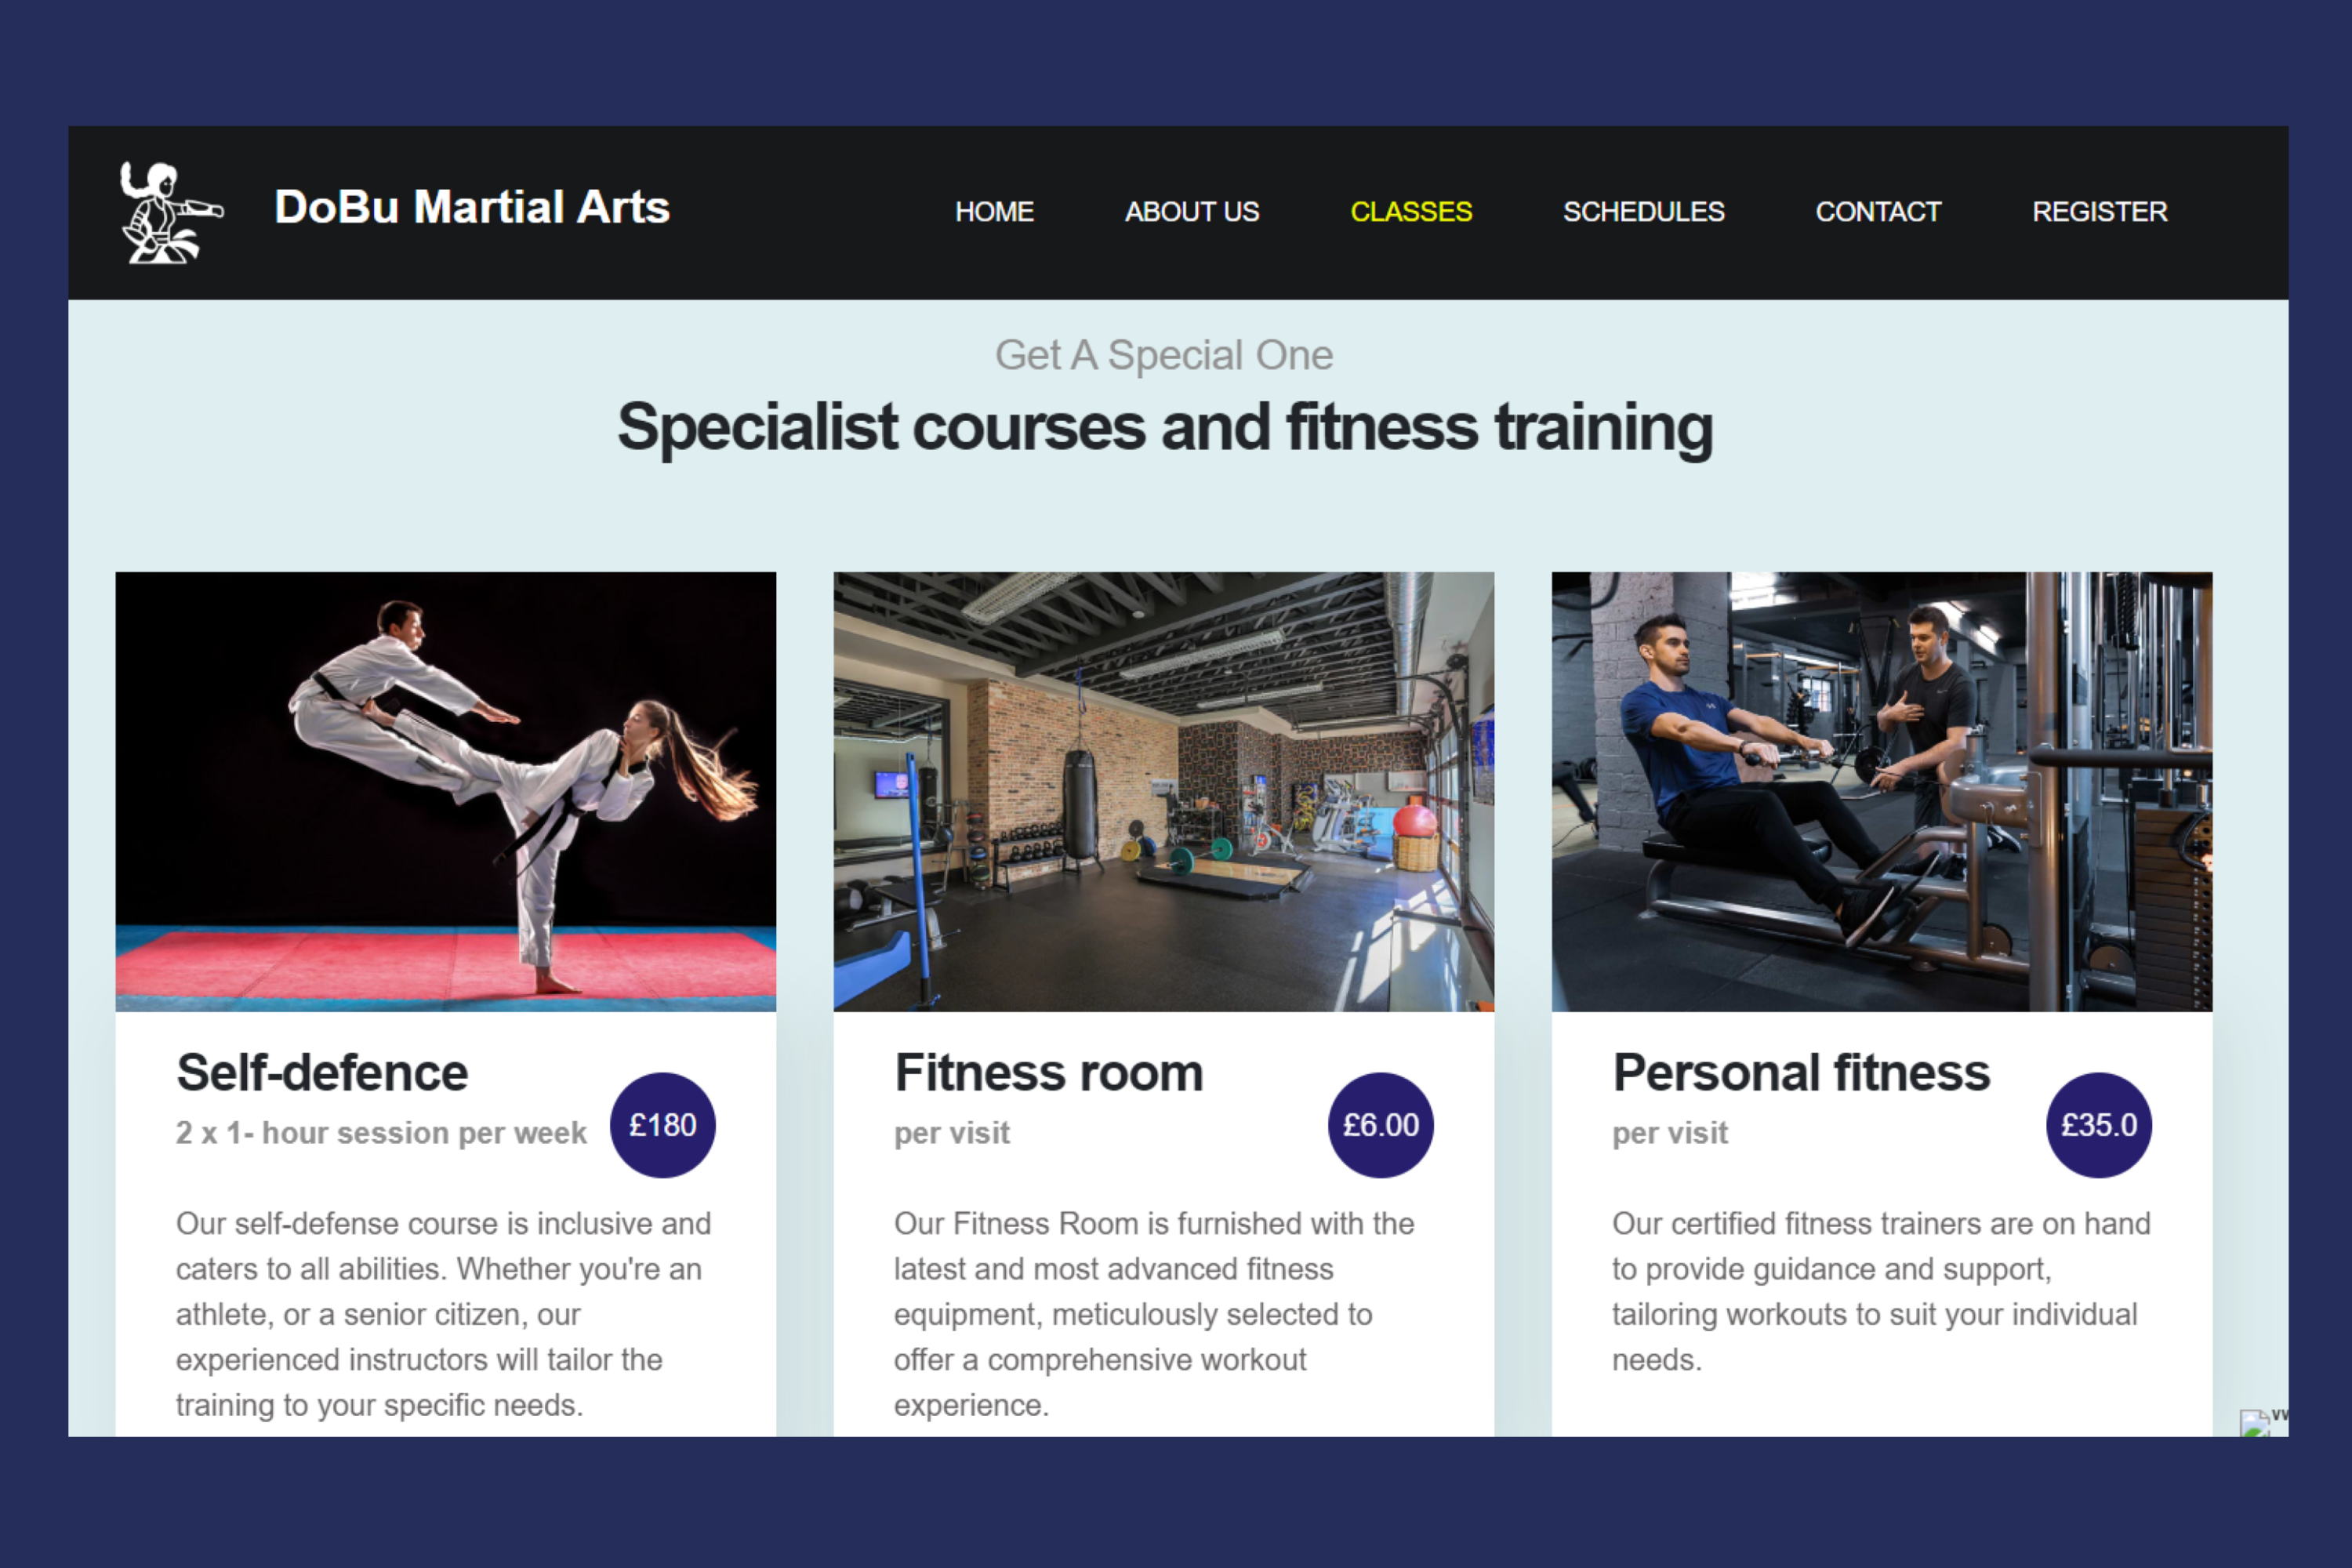 DoBu Martial Arts
HOME ABOUT US CLASSES SCHEDULES CONTACT REGISTER
Get A Special One
Specialist courses and fitness training
Self-defence
2 x 1- hour session per week
£180
Our self-defense course is inclusive and
caters to all abilities. Whether you're an
athlete, or a senior citizen, our
experienced instructors will tailor the
training to your specific needs.
Fitness room
per visit
£6.00
Our Fitness Room is furnished with the
latest and most advanced fitness
equipment, meticulously selected to
offer a comprehensive workout
experience.
Personal fitness
per visit
£35.0
Our certified fitness trainers are on hand
to provide guidance and support,
tailoring workouts to suit your individual
needs.